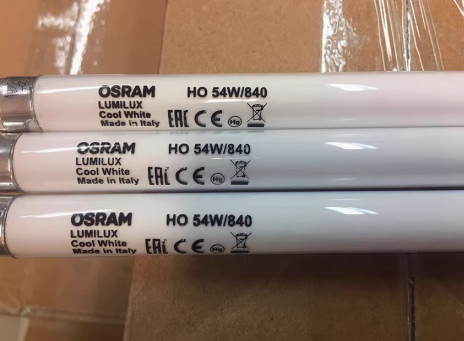 OSRAM HO 54W/840
LUMILUX
Cool White
Made in Italy EAC CE Hg
OSRAM HO 54W/840
LUMILUX
Cool White
Made in Italy EAC CE Hg
OSRAM HO 54W/840
LUMILUX
Cool White
Made in Italy EAC CE Hg